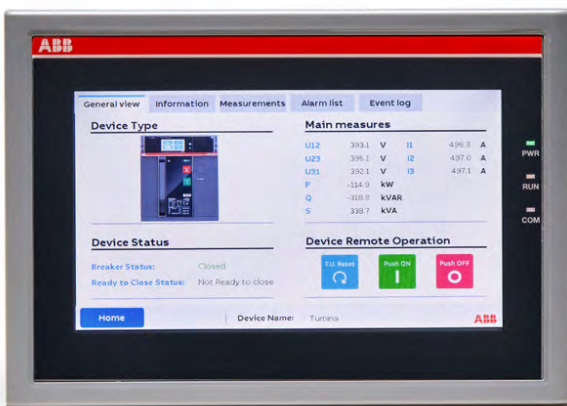 ABB
General view Information Measurements Alarm list Event log
Device Type
Main measures
U12 393.1 V I1 496.3 A
U23 395.1 V I2 497.0 A
U31 392.1 V I3 497.1 A
P -114.9 kW
Q -318.8 kVAR
S 338.7 kVA
PWR
RUN
COM
Device Status
Breaker Status: Closed
Ready to Close Status: Not Ready to close
Device Remote Operation
T.U. Reset Push ON Push OFF
Home
Device Name: Turbina
ABB